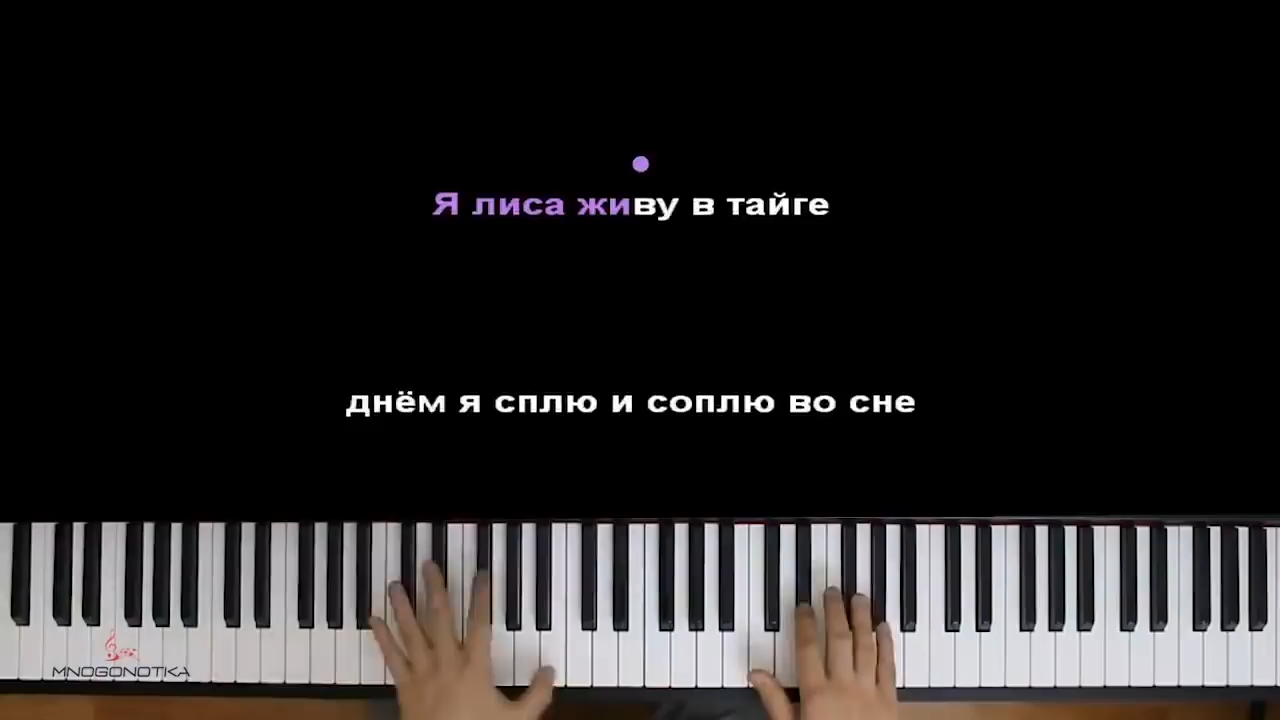 Я лиса живу в тайге
днём я сплю и соплю во сне
MNOGONOTKA